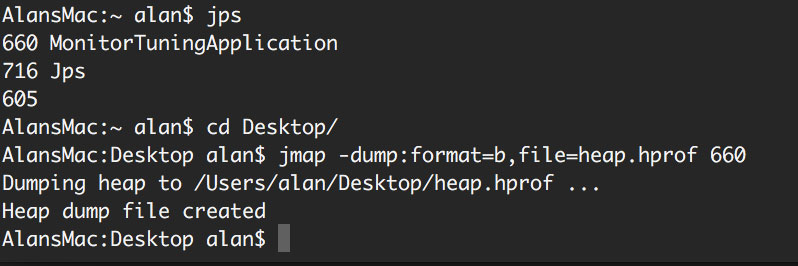 AlansMac:~ alan$ jps
660 MonitorTuningApplication
716 Jps
605
AlansMac:~ alan$ cd Desktop/
AlansMac:Desktop alan$ jmap -dump:format=b,file=heap.hprof 660
Dumping heap to /Users/alan/Desktop/heap.hprof ...
Heap dump file created
AlansMac:Desktop alan$